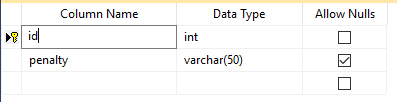 Column Name Data Type Allow Nulls
id int
penalty varchar(50)